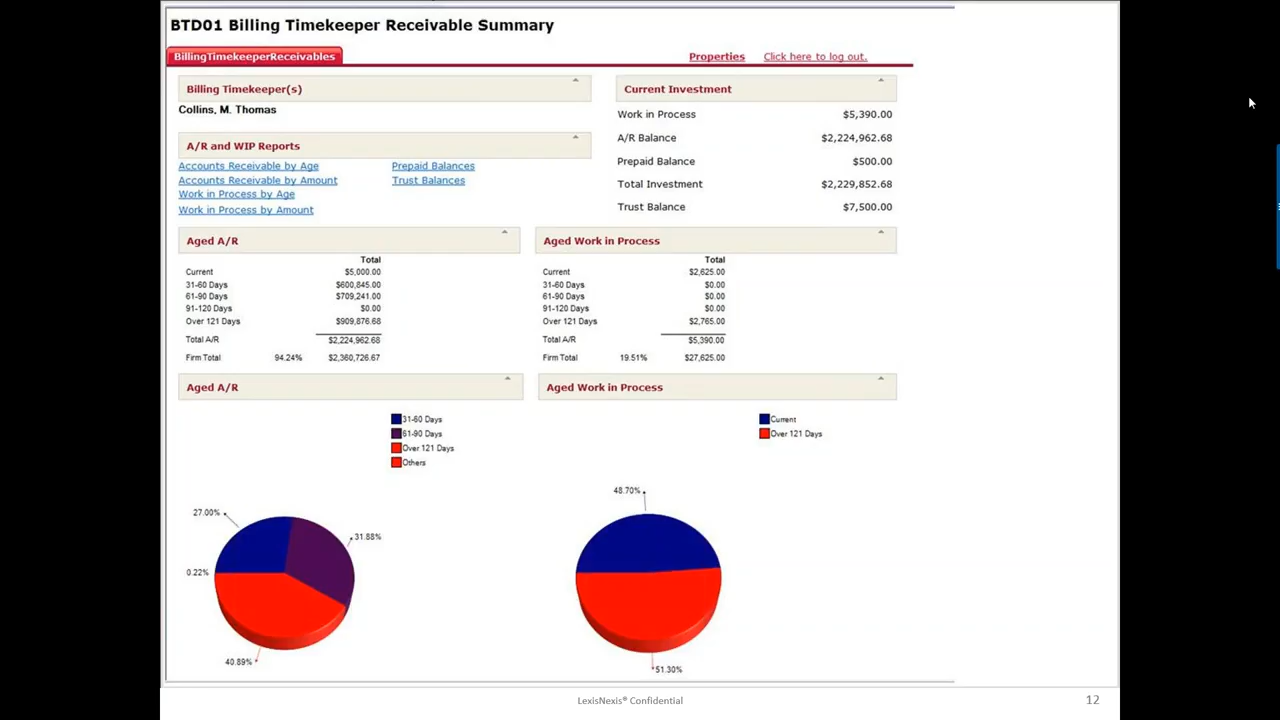 BTD01 Billing Timekeeper Receivable Summary
BillingTimekeeperReceivables
Properties Click here to log out.
Billing Timekeeper(s)
Collins, M. Thomas
A/R and WIP Reports
Accounts Receivable by Age Prepaid Balances
Accounts Receivable by Amount Trust Balances
Work in Process by Age
Work in Process by Amount
Current Investment
Work in Process $5,390.00
A/R Balance $2,224,962.68
Prepaid Balance $500.00
Total Investment $2,229,852.68
Trust Balance $7,500.00
Aged A/R
Total
Current $5,000.00
31-60 Days $600,845.00
61-90 Days $709,241.00
91-120 Days $0.00
Over 121 Days $909,876.68
Total A/R $2,224,962.68
Firm Total 94.24% $2,360,726.67
Aged Work in Process
Total
Current $2,625.00
31-60 Days $0.00
61-90 Days $0.00
91-120 Days $0.00
Over 121 Days $2,765.00
Total A/R $5,390.00
Firm Total 19.51% $27,625.00
Aged A/R
31-60 Days
61-90 Days
Over 121 Days
Others
27.00%
31.88%
0.22%
40.89%
Aged Work in Process
Current
Over 121 Days
48.70%
51.30%
LexisNexis® Confidential
12